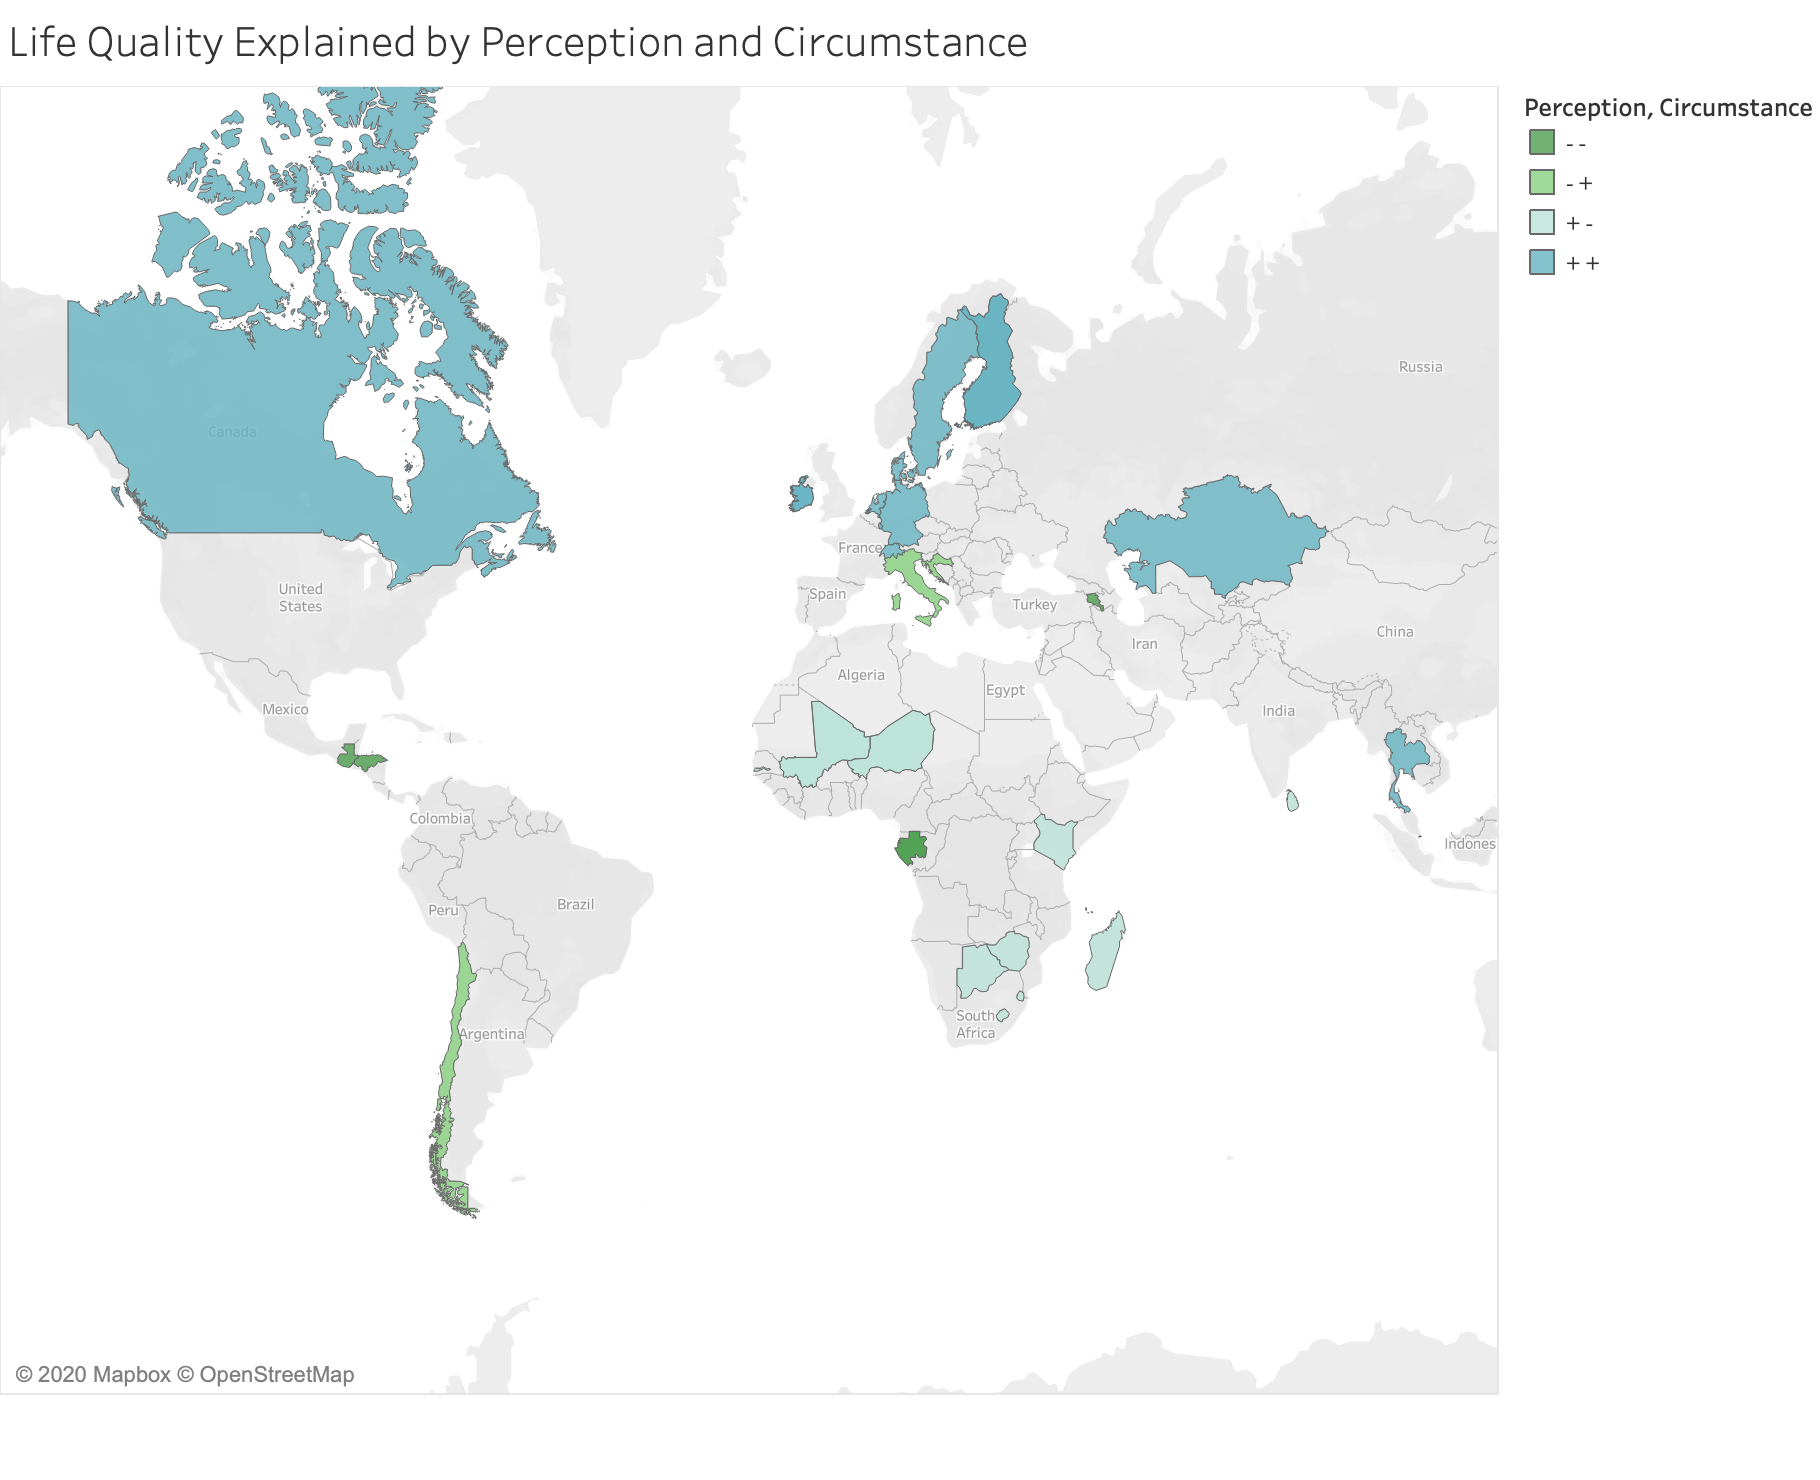 Life Quality Explained by Perception and Circumstance
Perception, Circumstance
- -
- +
+ -
+ +
Russia
Canada
France
United
States
Spain
Turkey
China
Iran
Algeria
Egypt
Mexico
India
Colombia
Indones
Brazil
Peru
South
Africa
Argentina
© 2020 Mapbox © OpenStreetMap